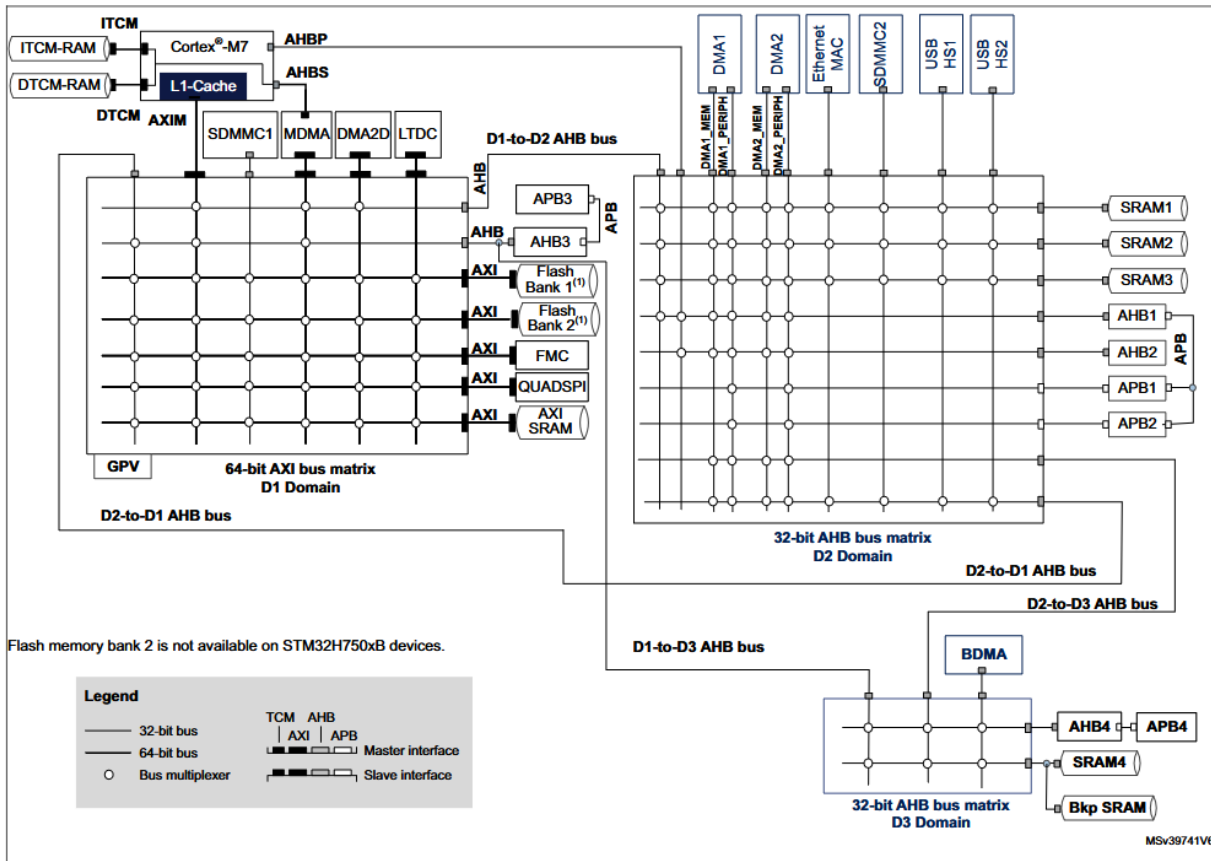 ITCM
ITCM-RAM
Cortex®-M7
AHBP
DTCM-RAM
L1-Cache
AHBS
DTCM
AXIM
SDMMC1
MDMA
DMA2D
LTDC
DMA1
DMA2
Ethernet
MAC
SDMMC2
USB
HS1
USB
HS2
DMA1_MEM
DMA1_PERIPH
DMA2_MEM
DMA2_PERIPH
D1-to-D2 AHB bus
AHB
APB3
APB
AHB
AHB3
AXI
Flash
Bank 1(1)
AXI
Flash
Bank 2(1)
AXI
FMC
AXI
QUADSPI
AXI
AXI
SRAM
GPV
64-bit AXI bus matrix
D1 Domain
SRAM1
SRAM2
SRAM3
AHB1
AHB2
APB
APB1
APB2
32-bit AHB bus matrix
D2 Domain
D2-to-D1 AHB bus
D2-to-D1 AHB bus
D2-to-D3 AHB bus
Flash memory bank 2 is not available on STM32H750xB devices.
D1-to-D3 AHB bus
BDMA
AHB4
APB4
SRAM4
Bkp SRAM
32-bit AHB bus matrix
D3 Domain
Legend
32-bit bus
64-bit bus
Bus multiplexer
TCM
AHB
AXI
APB
Master interface
Slave interface
MSv39741V6